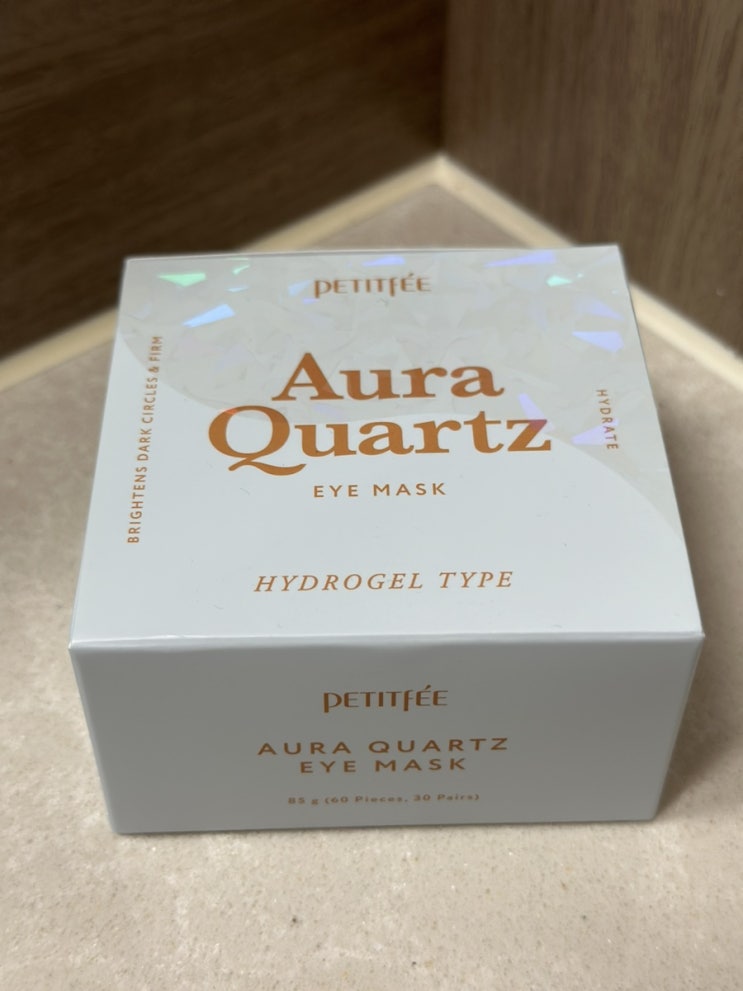 PETITFÉE
BRIGHTENS DARK CIRCLES & FIRM
Aura
Quartz
HYDRATE
EYE MASK
HYDROGEL TYPE
PETITFÉE
AURA QUARTZ
EYE MASK
85 g (60 Pieces, 30 Pairs)